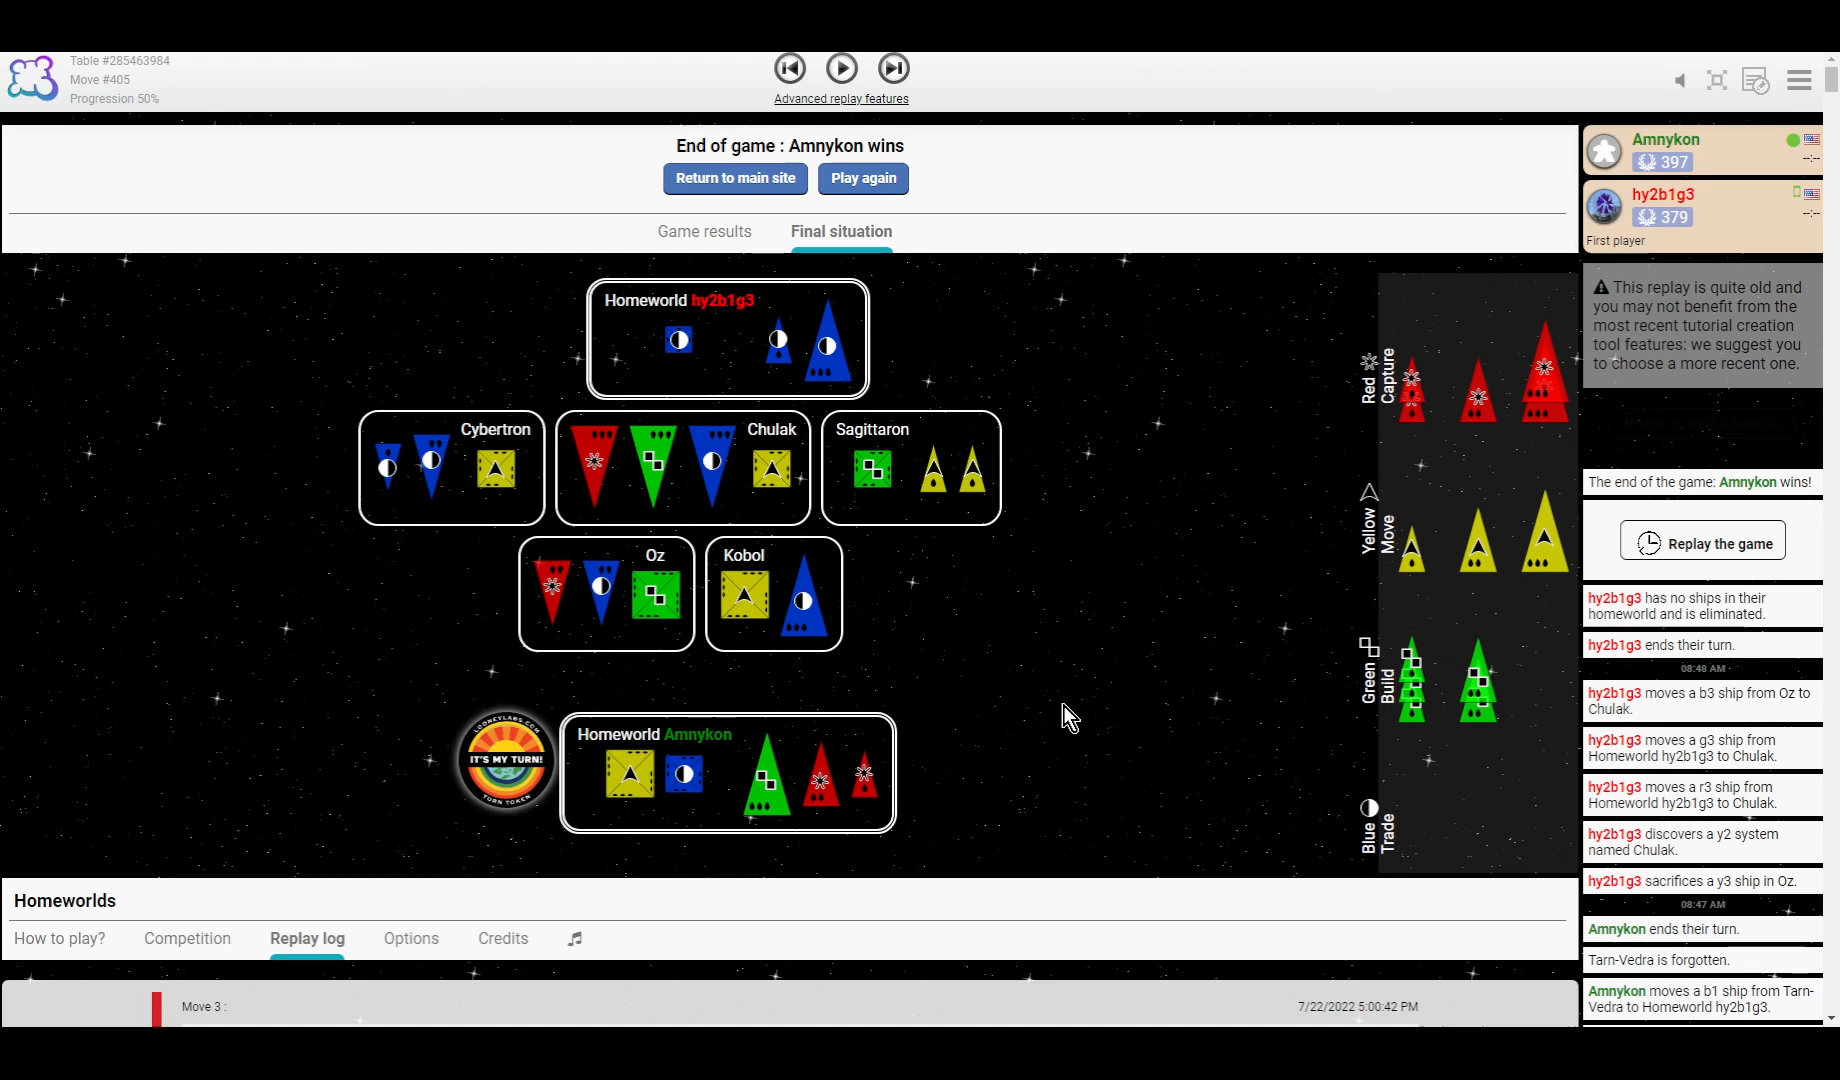 Table #285463984
Move #405
Progression 50%
Advanced replay features
End of game : Amnykon wins
Return to main site
Play again
Game results
Final situation
Homeworld hy2b1g3
Cybertron
Chulak
Sagittaron
Oz
Kobol
LOONEYLABS.COM
IT'S MY TURN!
TURN TOKEN
Homeworld Amnykon
Red
Capture
Yellow
Move
Green
Build
Blue
Trade
Amnykon
397
--:--
hy2b1g3
379
--:--
First player
This replay is quite old and
you may not benefit from the
most recent tutorial creation
tool features: we suggest you
to choose a more recent one.
The end of the game: Amnykon wins!
Replay the game
hy2b1g3 has no ships in their
homeworld and is eliminated.
hy2b1g3 ends their turn.
08:48 AM
hy2b1g3 moves a b3 ship from Oz to
Chulak.
hy2b1g3 moves a g3 ship from
Homeworld hy2b1g3 to Chulak.
hy2b1g3 moves a r3 ship from
Homeworld hy2b1g3 to Chulak.
hy2b1g3 discovers a y2 system
named Chulak.
hy2b1g3 sacrifices a y3 ship in Oz.
08:47 AM
Amnykon ends their turn.
Tarn-Vedra is forgotten.
Amnykon moves a b1 ship from Tarn-
Vedra to Homeworld hy2b1g3.
Homeworlds
How to play?
Competition
Replay log
Options
Credits
Move 3 :
7/22/2022 5:00:42 PM